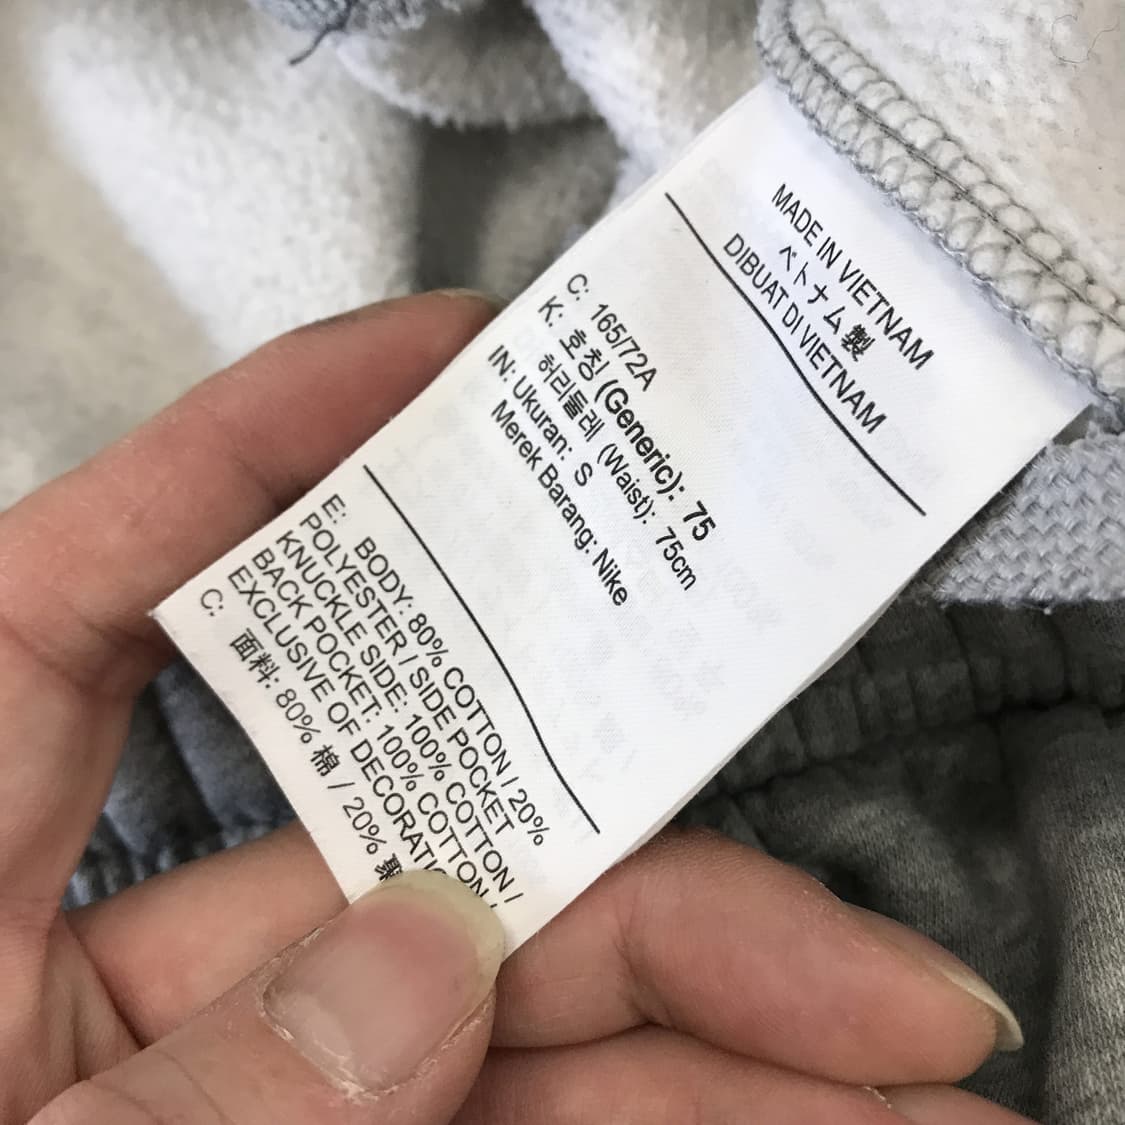 MADE IN VIETNAM
ベトナム製
DIBUAT DI VIETNAM
C: 165/72A
K: 호칭 (Generic): 75
허리둘레 (Waist): 75cm
IN: Ukuran: S
Merek Barang: Nike
E: BODY: 80% COTTON / 20%
POLYESTER / SIDE POCKET
KNUCKLE SIDE: 100% COTTON /
BACK POCKET: 100% COTTON /
EXCLUSIVE OF DECORATI
C: 面料: 80% 棉 / 20% 聚